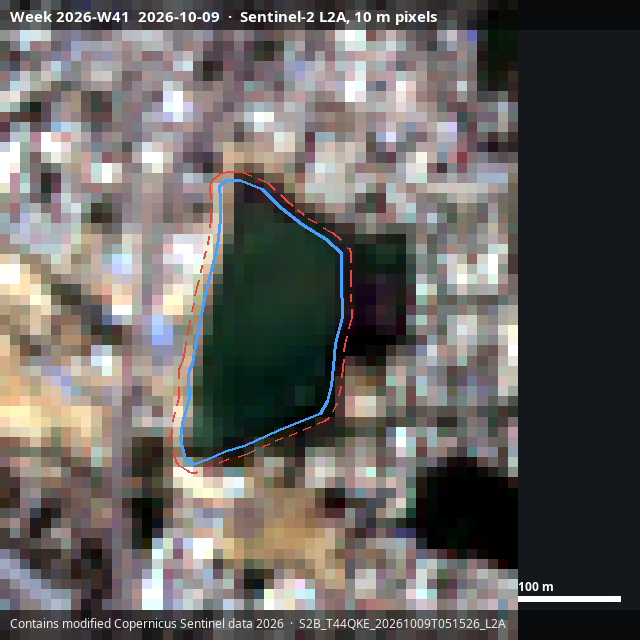 Week 2026-W41  2026-10-09  ·  Sentinel-2 L2A, 10 m pixels
100 m
Contains modified Copernicus Sentinel data 2026  ·  S2B_T44QKE_20261009T051526_L2A